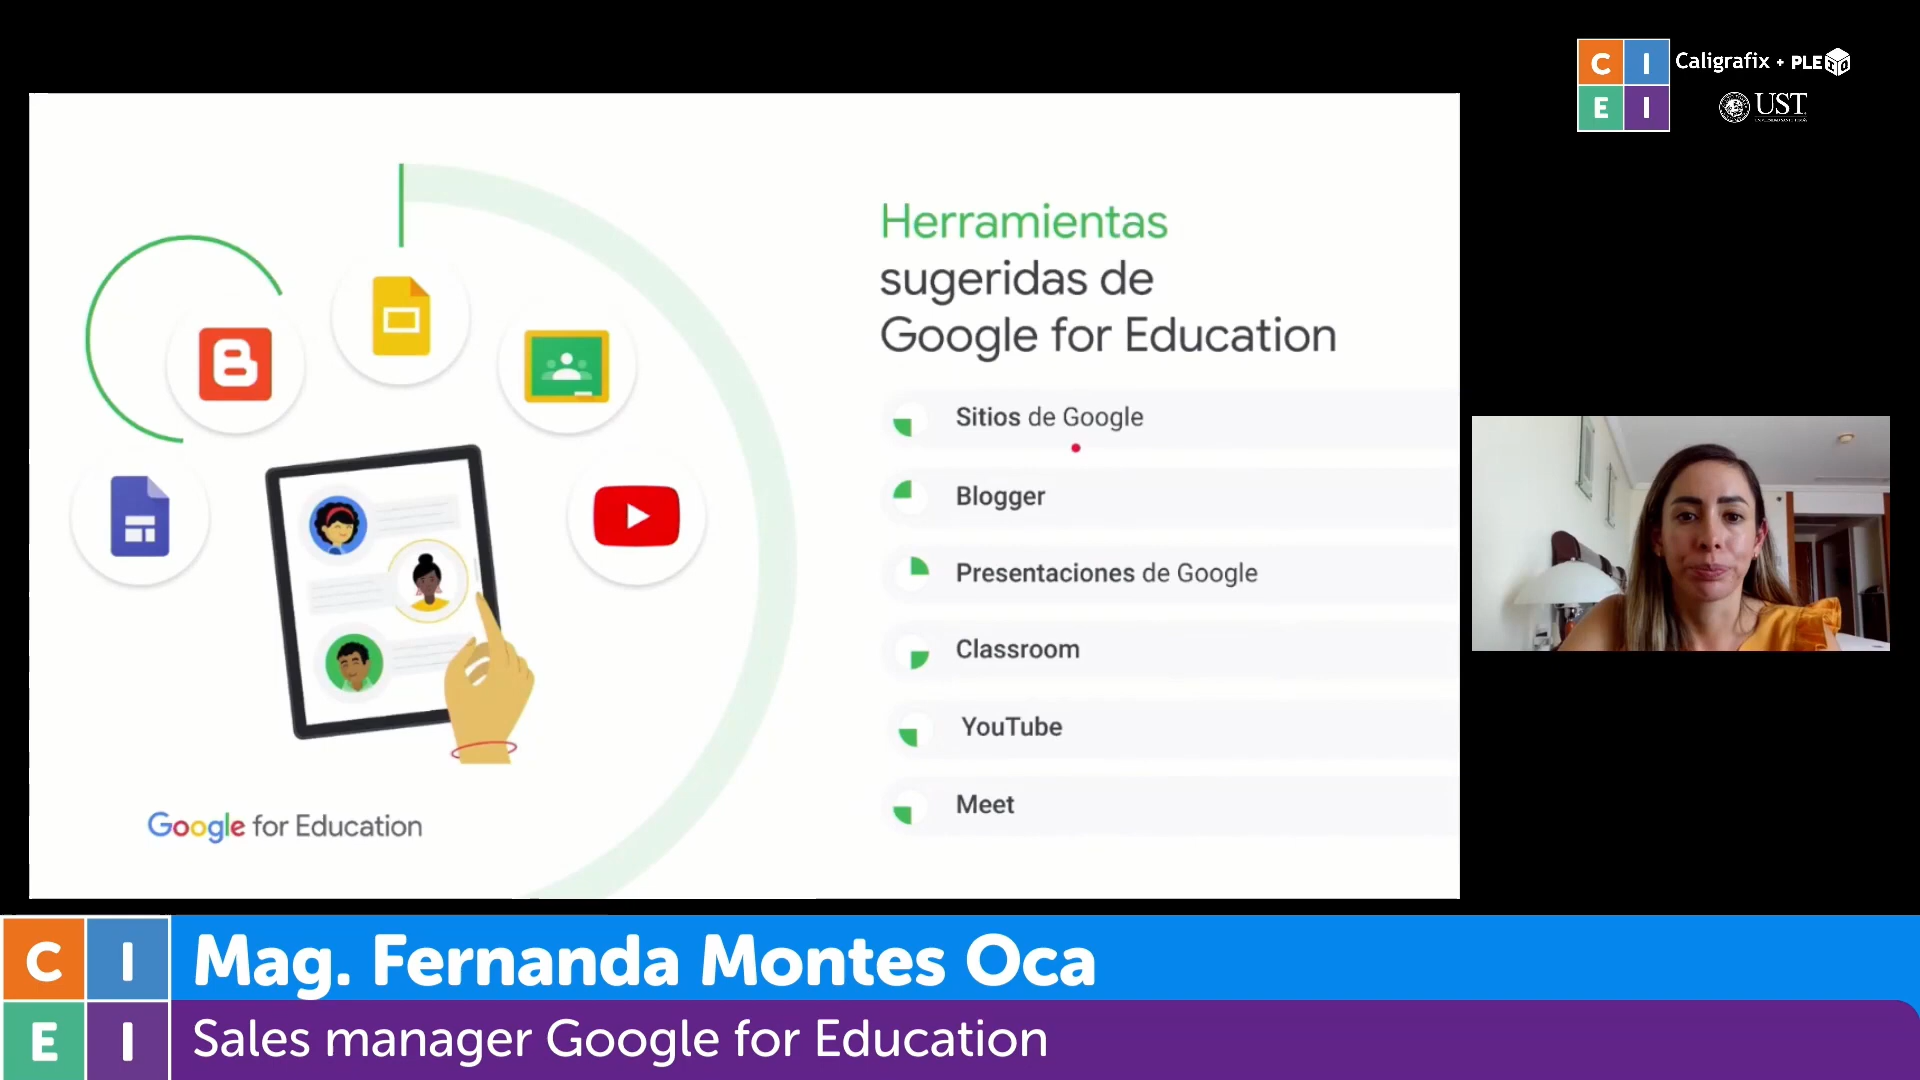 C I
E I
Caligrafix + PLEIQ
UST
Herramientas
sugeridas de
Google for Education
Sitios de Google
Blogger
Presentaciones de Google
Classroom
YouTube
Meet
Google for Education
C I
E I
Mag. Fernanda Montes Oca
Sales manager Google for Education